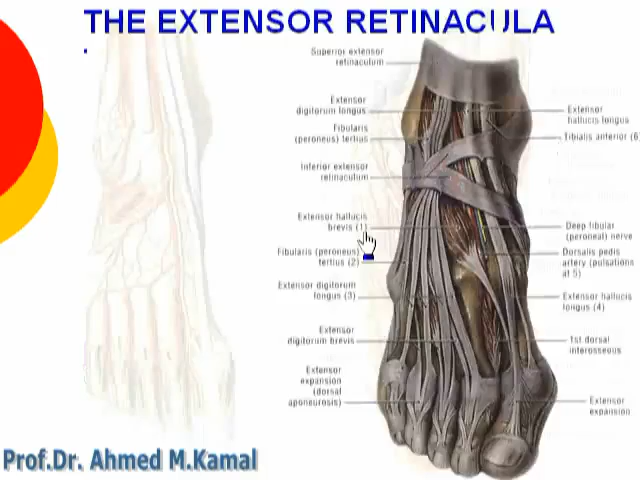 THE EXTENSOR RETINACULA
Superior extensor
retinaculum
Extensor
digitorum longus
Fibularis
(peroneus) tertius
Inferior extensor
retinaculum
Extensor hallucis
brevis (1)
Fibularis (peroneus)
tertius (2)
Extensor digitorum
longus (3)
Extensor
digitorum brevis
Extensor
expansion
(dorsal
aponeurosis)
Extensor
hallucis longus
Tibialis anterior (6)
Deep fibular
(peroneal) nerve
Dorsalis pedis
artery (pulsations
at 5)
Extensor hallucis
longus (4)
1st dorsal
interosseous
Extensor
expansion
Prof.Dr. Ahmed M.Kamal